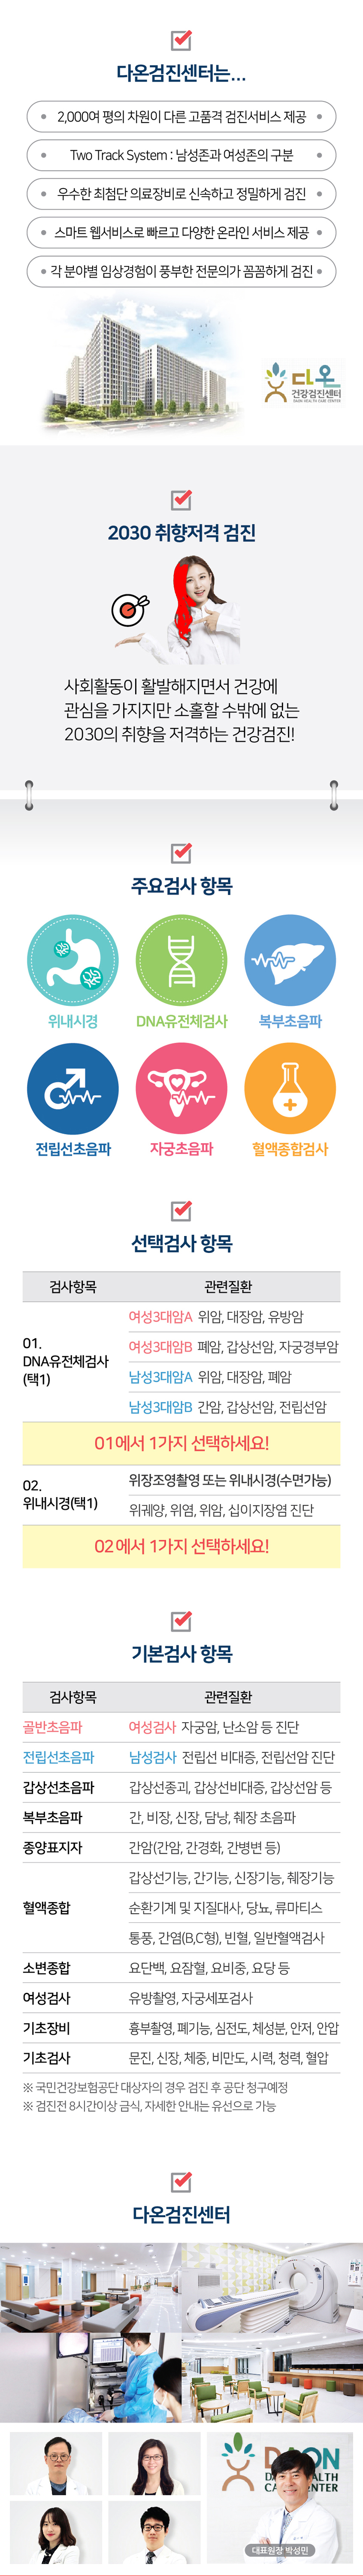 다온검진센터는...
2,000여 평의 차원이 다른 고품격 검진서비스 제공
Two Track System : 남성존과 여성존의 구분
우수한 최첨단 의료장비로 신속하고 정밀하게 검진
스마트 웹서비스로 빠르고 다양한 온라인 서비스 제공
각 분야별 임상경험이 풍부한 전문의가 꼼꼼하게 검진
다온
건강검진센터
DAON HEALTH CARE CENTER
2030 취향저격 검진
사회활동이 활발해지면서 건강에
관심을 가지지만 소홀할 수밖에 없는
2030의 취향을 저격하는 건강검진!
주요검사 항목
위내시경
DNA유전체검사
복부초음파
전립선초음파
자궁초음파
혈액종합검사
선택검사 항목
검사항목 관련질환
01.
DNA유전체검사
(택1)
여성3대암A 위암, 대장암, 유방암
여성3대암B 폐암, 갑상선암, 자궁경부암
남성3대암A 위암, 대장암, 폐암
남성3대암B 간암, 갑상선암, 전립선암
01에서 1가지 선택하세요!
02.
위내시경(택1)
위장조영촬영 또는 위내시경(수면가능)
위궤양, 위염, 위암, 십이지장염 진단
02에서 1가지 선택하세요!
기본검사 항목
검사항목 관련질환
골반초음파 여성검사 자궁암, 난소암 등 진단
전립선초음파 남성검사 전립선 비대증, 전립선암 진단
갑상선초음파 갑상선종괴, 갑상선비대증, 갑상선암 등
복부초음파 간, 비장, 신장, 담낭, 췌장 초음파
종양표지자 간암(간암, 간경화, 간병변 등)
혈액종합
갑상선기능, 간기능, 신장기능, 췌장기능
순환기계 및 지질대사, 당뇨, 류마티스
통풍, 간염(B,C형), 빈혈, 일반혈액검사
소변종합 요단백, 요잠혈, 요비중, 요당 등
여성검사 유방촬영, 자궁세포검사
기초장비 흉부촬영, 폐기능, 심전도, 체성분, 안저, 안압
기초검사 문진, 신장, 체중, 비만도, 시력, 청력, 혈압
※ 국민건강보험공단 대상자의 경우 검진 후 공단 청구예정
※ 검진전 8시간이상 금식, 자세한 안내는 유선으로 가능
다온검진센터
대표원장 박성민